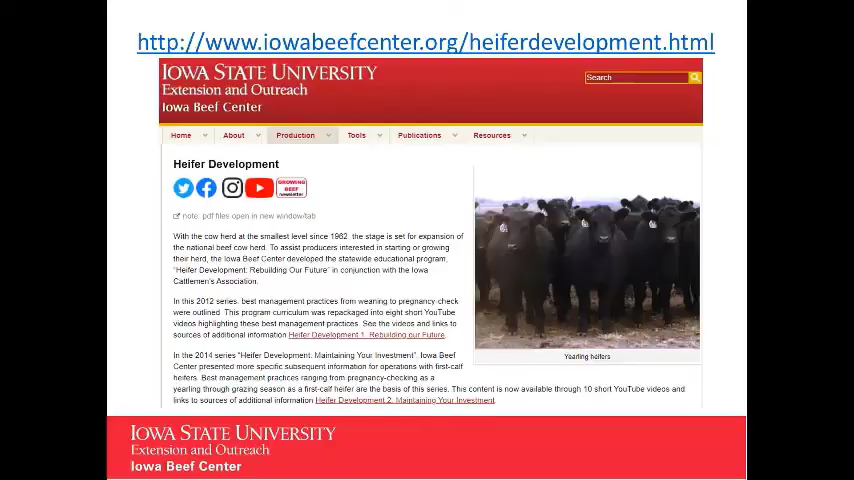 http://www.iowabeefcenter.org/heiferdevelopment.html
IOWA STATE UNIVERSITY
Extension and Outreach
Iowa Beef Center
Search
Home About Production Tools Publications Resources
Heifer Development
GROWING
BEEF
newsletter
note: pdf files open in new window/tab
With the cow herd at the smallest level since 1962 the stage is set for expansion of
the national beef cow herd. To assist producers interested in starting or growing
their herd, the Iowa Beef Center developed the statewide educational program,
"Heifer Development: Rebuilding Our Future" in conjunction with the Iowa
Cattlemen's Association.
In this 2012 series, best management practices from weaning to pregnancy-check
were outlined. This program curriculum was repackaged into eight short YouTube
videos highlighting these best management practices. See the videos and links to
sources of additional information Heifer Development 1. Rebuilding our Future.
In the 2014 series "Heifer Development: Maintaining Your Investment", Iowa Beef
Center presented more specific subsequent information for operations with first-calf
heifers. Best management practices ranging from pregnancy-checking as a
yearling through grazing season as a first-calf heifer are the basis of this series. This content is now available through 10 short YouTube videos and
links to sources of additional information Heifer Development 2. Maintaining Your Investment.
Yearling heifers
IOWA STATE UNIVERSITY
Extension and Outreach
Iowa Beef Center